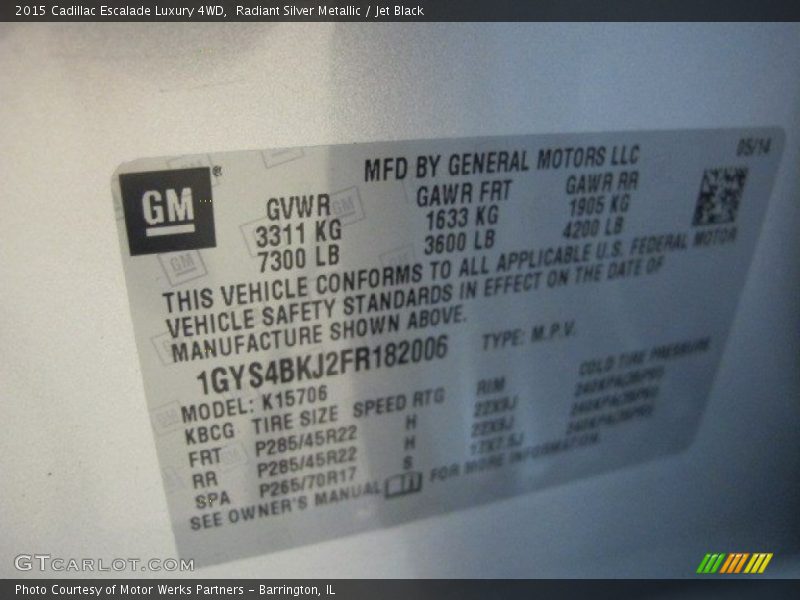 2015 Cadillac Escalade Luxury 4WD,  Radiant Silver Metallic / Jet Black
05/14
MFD BY GENERAL MOTORS LLC
GM
GVWR GAWR FRT GAWR RR
3311 KG 1633 KG 1905 KG
7300 LB 3600 LB 4200 LB
THIS VEHICLE CONFORMS TO ALL APPLICABLE U.S. FEDERAL MOTOR
VEHICLE SAFETY STANDARDS IN EFFECT ON THE DATE OF
MANUFACTURE SHOWN ABOVE.
1GYS4BKJ2FR182006 TYPE: M.P.V.
MODEL: K15706
KBCG TIRE SIZE SPEED RTG RIM COLD TIRE PRESSURE
FRT P285/45R22 H 22X9J
RR P285/45R22 H 22X9J
SPA P265/70R17 S 17X7.5J
SEE OWNER'S MANUAL FOR MORE INFORMATION.
GTCARLOT.COM
Photo Courtesy of Motor Werks Partners - Barrington, IL